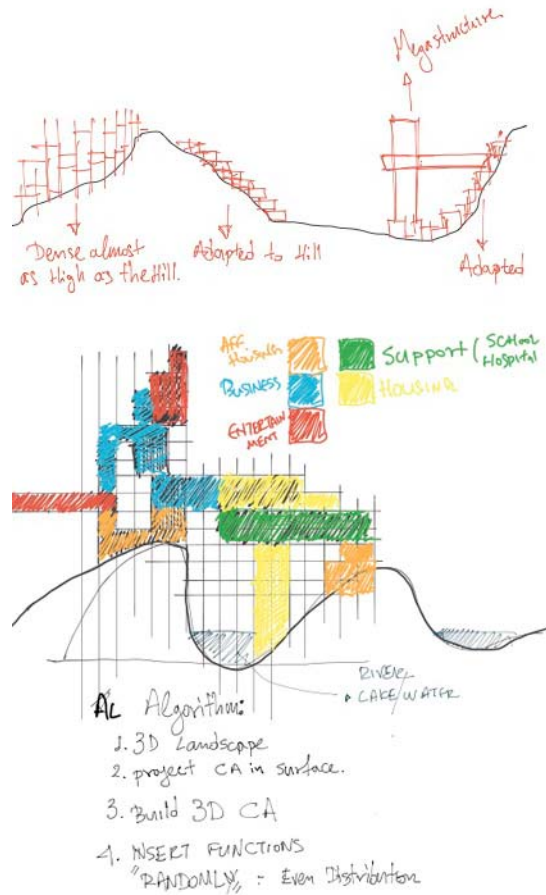 Megastructure
Dense almost
as High as the Hill.
Adapted to Hill
Adapted
AFF
HOUSING
BUSINESS
ENTERTAIN
MENT
Support (SCHOOL
HOSPITAL
HOUSING
RIVER/
LAKE/WATER
Algorithm:
1. 3D Landscape
2. project CA in surface.
3. Build 3D CA
4. INSERT FUNCTIONS
"RANDOMLY" - Even Distribution